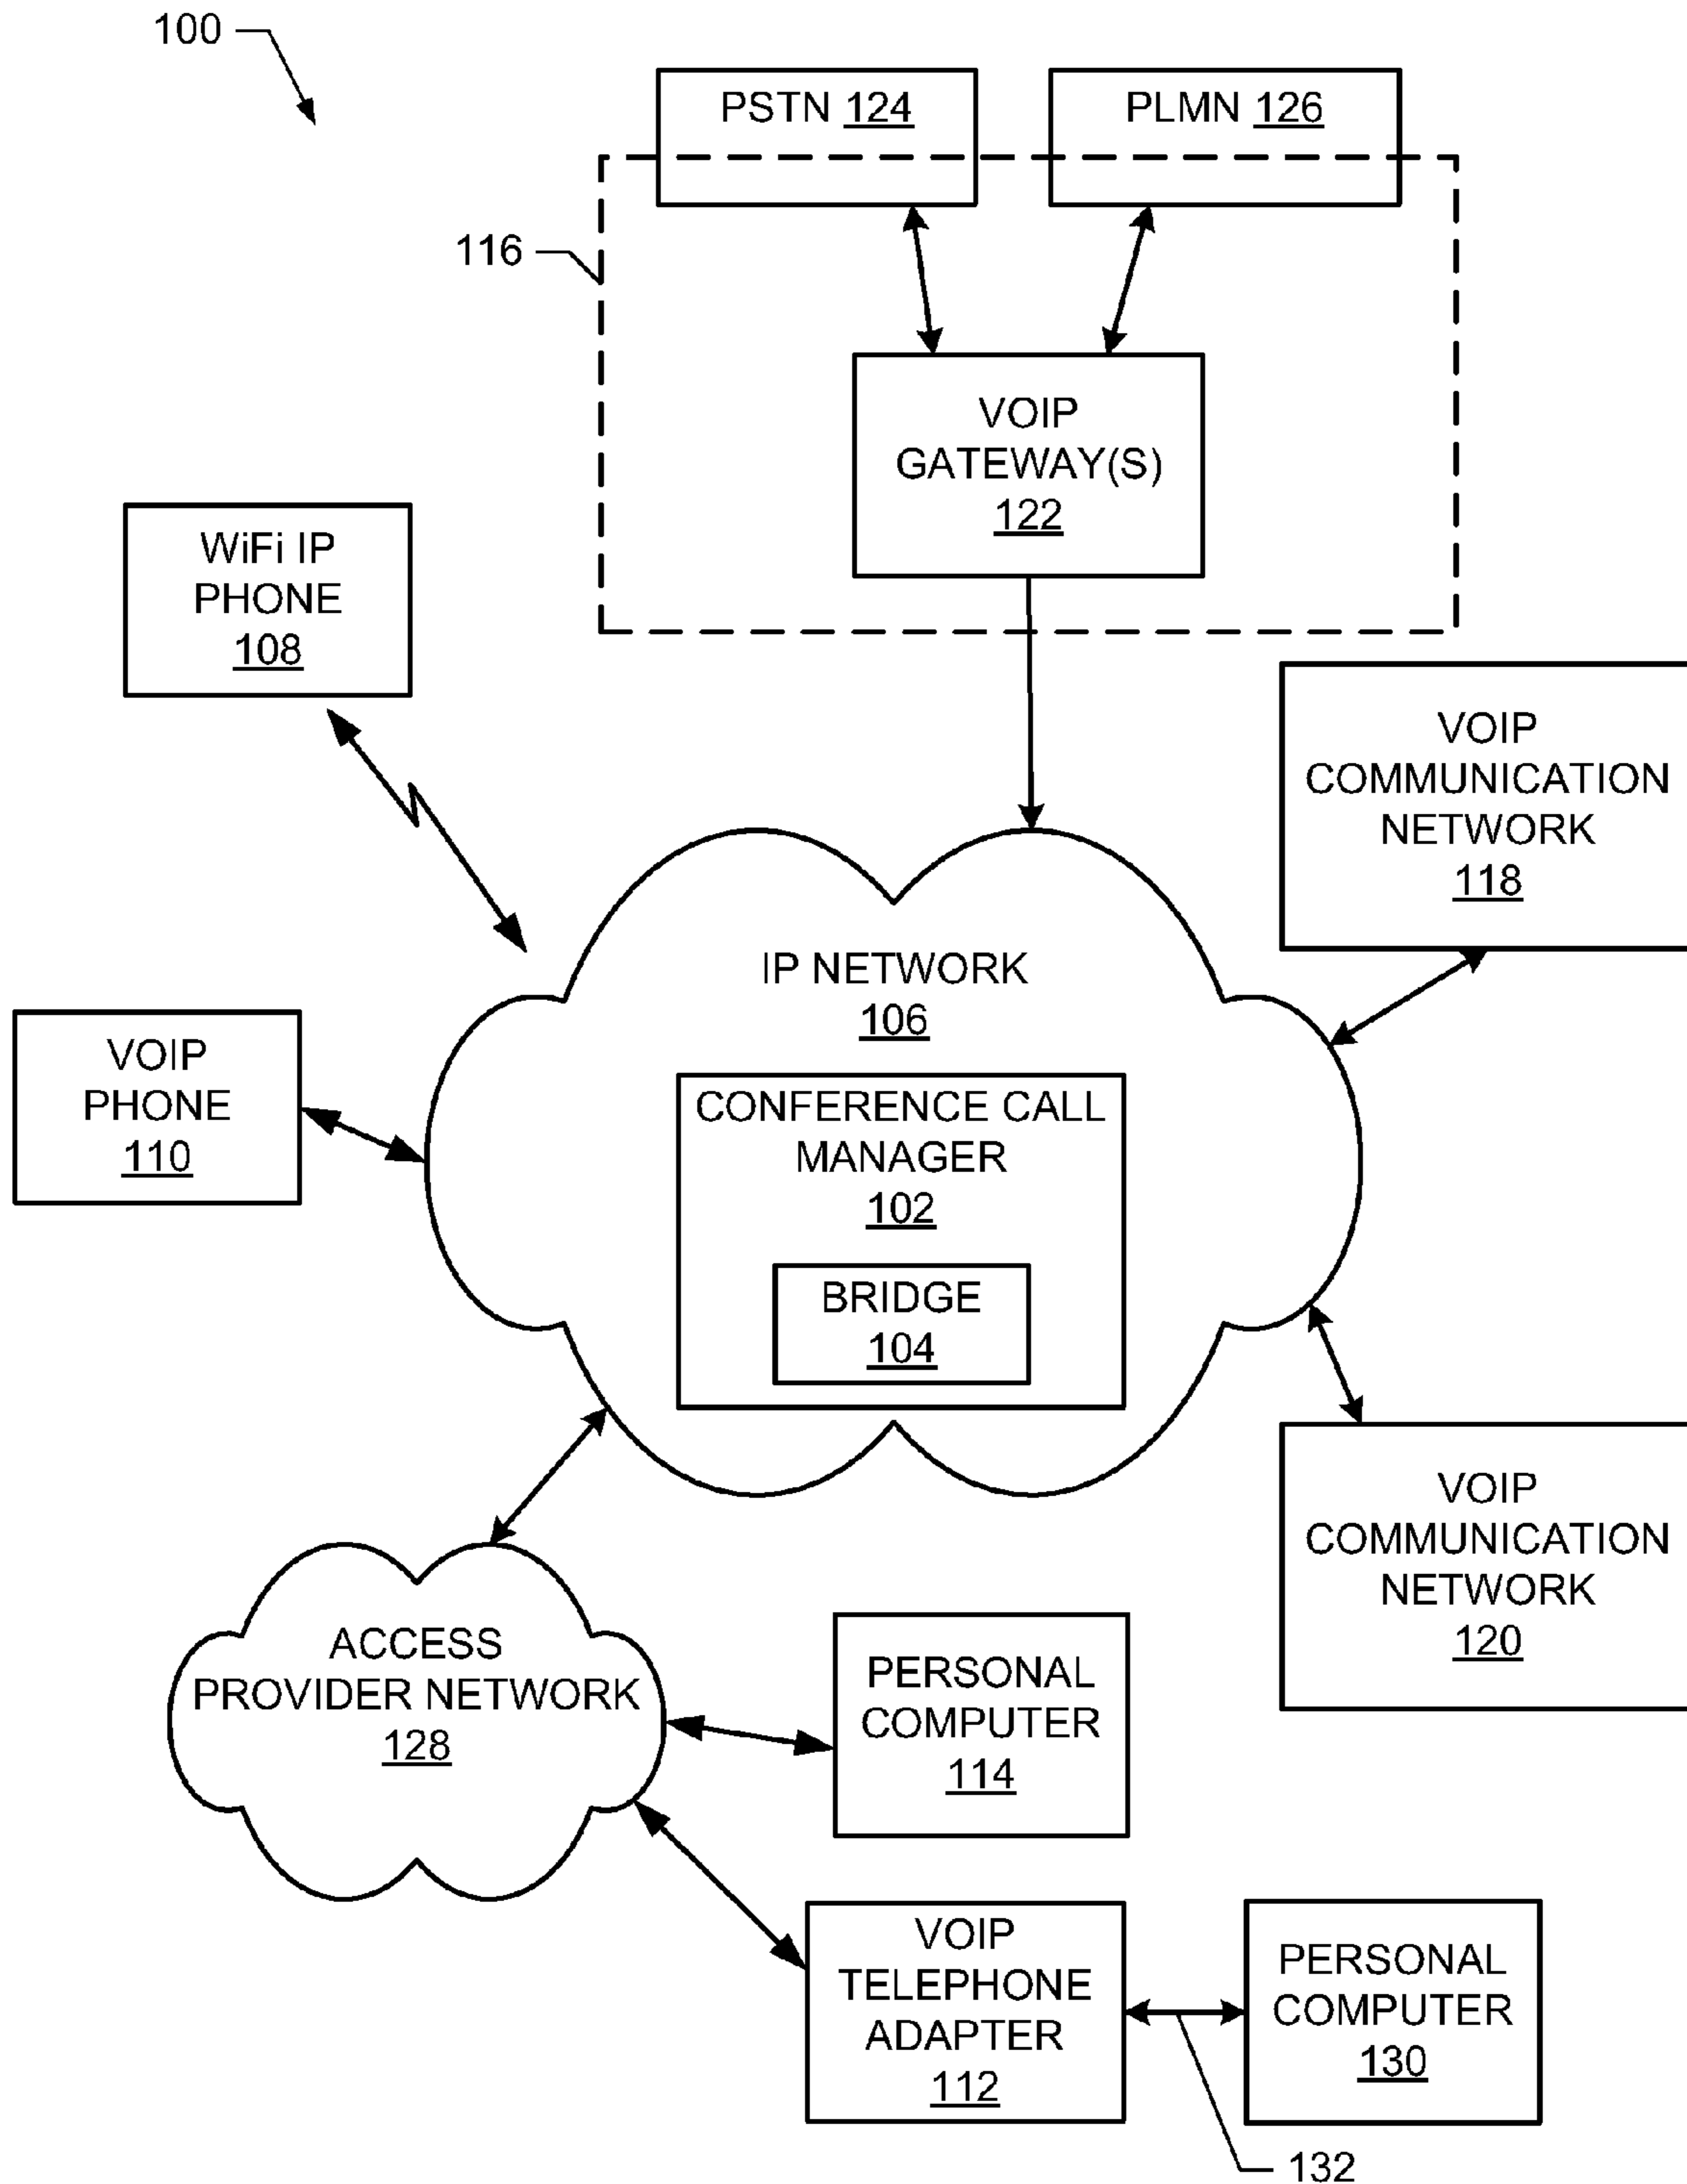 100
PSTN 124
PLMN 126
116
VOIP
GATEWAY(S)
122
WiFi IP
PHONE
108
VOIP
COMMUNICATION
NETWORK
118
IP NETWORK
106
VOIP
PHONE
110
CONFERENCE CALL
MANAGER
102
BRIDGE
104
VOIP
COMMUNICATION
NETWORK
120
ACCESS
PROVIDER NETWORK
128
PERSONAL
COMPUTER
114
VOIP
TELEPHONE
ADAPTER
112
PERSONAL
COMPUTER
130
132